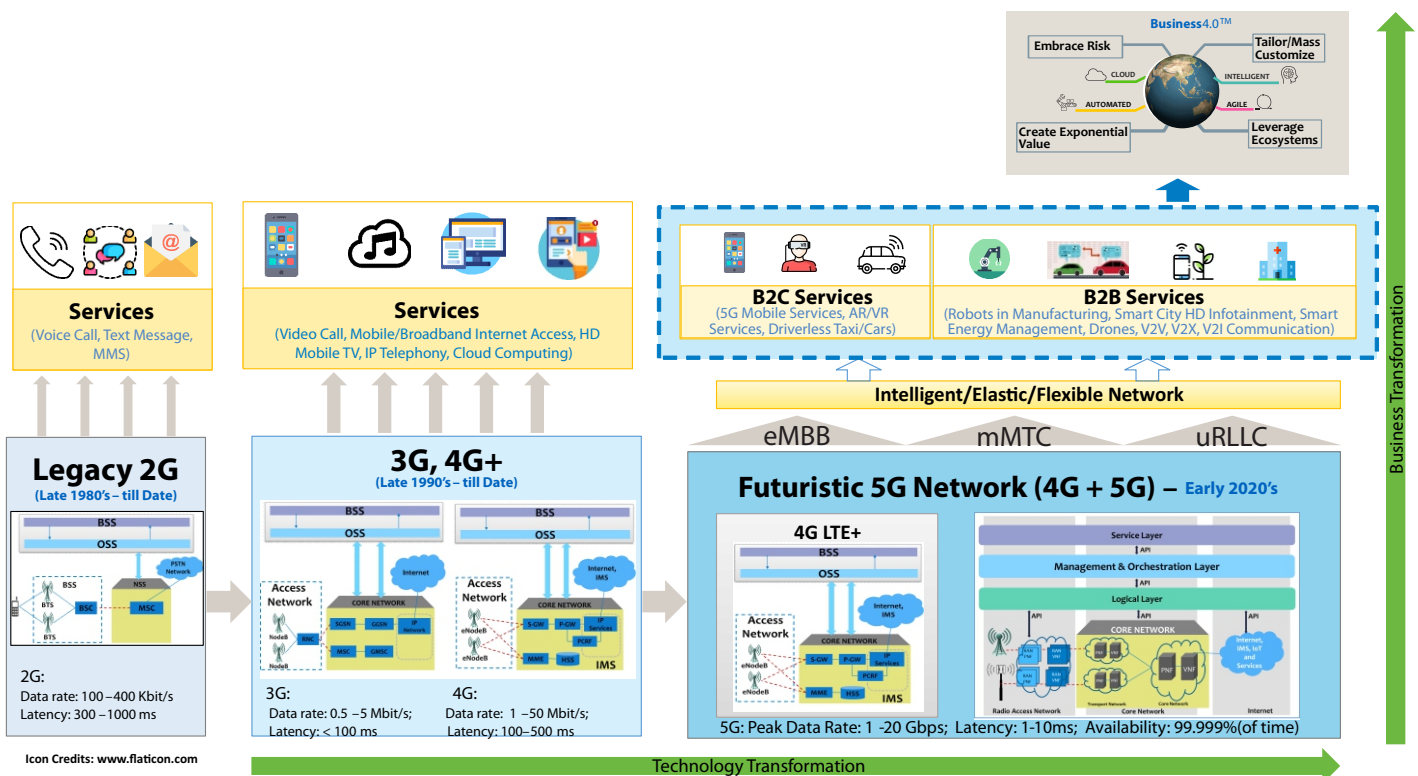 Business4.0™
Embrace Risk
Tailor/Mass
Customize
CLOUD
INTELLIGENT
AUTOMATED
AGILE
Create Exponential
Value
Leverage
Ecosystems
Services
(Voice Call, Text Message,
MMS)
Services
(Video Call, Mobile/Broadband Internet Access, HD
Mobile TV, IP Telephony, Cloud Computing)
B2C Services
(5G Mobile Services, AR/VR
Services, Driverless Taxi/Cars)
B2B Services
(Robots in Manufacturing, Smart City HD Infotainment, Smart
Energy Management, Drones, V2V, V2X, V2I Communication)
Intelligent/Elastic/Flexible Network
eMBB
mMTC
uRLLC
Legacy 2G
(Late 1980's – till Date)
BSS
OSS
PSTN
Network
BSS
NSS
BTS
BSC
MSC
BTS
2G:
Data rate: 100 –400 Kbit/s
Latency: 300 –1000 ms
3G, 4G+
(Late 1990's – till Date)
BSS
OSS
Internet
Access
Network
CORE NETWORK
NodeB
RNC
SGSN
GGSN
IP
Network
NodeB
MSC
GMSC
BSS
OSS
Internet,
IMS
Access
Network
CORE NETWORK
eNodeB
S-GW
P-GW
IP
Services
PCRF
eNodeB
MME
HSS
IMS
3G:
Data rate: 0.5 –5 Mbit/s;
Latency: < 100 ms
4G:
Data rate: 1 –50 Mbit/s;
Latency: 100–500 ms
Futuristic 5G Network (4G + 5G) – Early 2020's
4G LTE+
BSS
OSS
Internet,
IMS
Access
Network
CORE NETWORK
eNodeB
S-GW
P-GW
IP
Services
PCRF
eNodeB
MME
HSS
IMS
Service Layer
API
Management & Orchestration Layer
API
Logical Layer
API
API
API
CORE NETWORK
RAN
PNF
RAN
VNF
RAN
PNF
RAN
VNF
PNF
VNF
Internet,
IMS, IoT
and
Services
Radio Access Network
Transport Network
Core Network
Core Network
Internet
5G: Peak Data Rate: 1 -20 Gbps; Latency: 1-10ms; Availability: 99.999%(of time)
Business Transformation
Technology Transformation
Icon Credits: www.flaticon.com